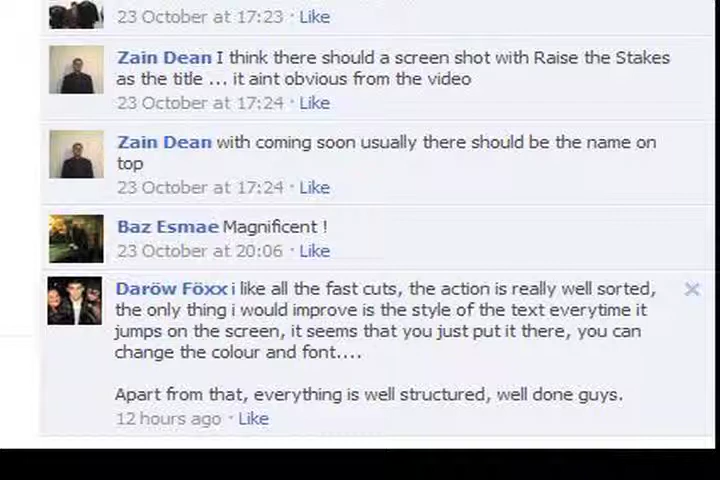 23 October at 17:23 · Like
Zain Dean I think there should a screen shot with Raise the Stakes
as the title ... it aint obvious from the video
23 October at 17:24 · Like
Zain Dean with coming soon usually there should be the name on
top
23 October at 17:24 · Like
Baz Esmae Magnificent !
23 October at 20:06 · Like
Daröw Föxx i like all the fast cuts, the action is really well sorted,
the only thing i would improve is the style of the text everytime it
jumps on the screen, it seems that you just put it there, you can
change the colour and font....
Apart from that, everything is well structured, well done guys.
12 hours ago · Like